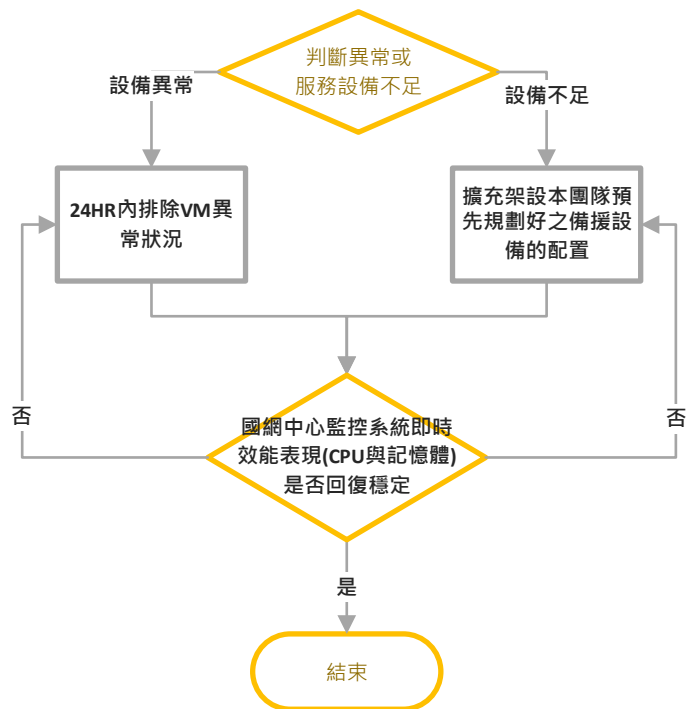 判斷異常或
服務設備不足
設備異常
設備不足
24HR內排除VM異
常狀況
擴充架設本團隊預
先規劃好之備援設
備的配置
否
否
國網中心監控系統即時
效能表現(CPU與記憶體)
是否回復穩定
是
結束